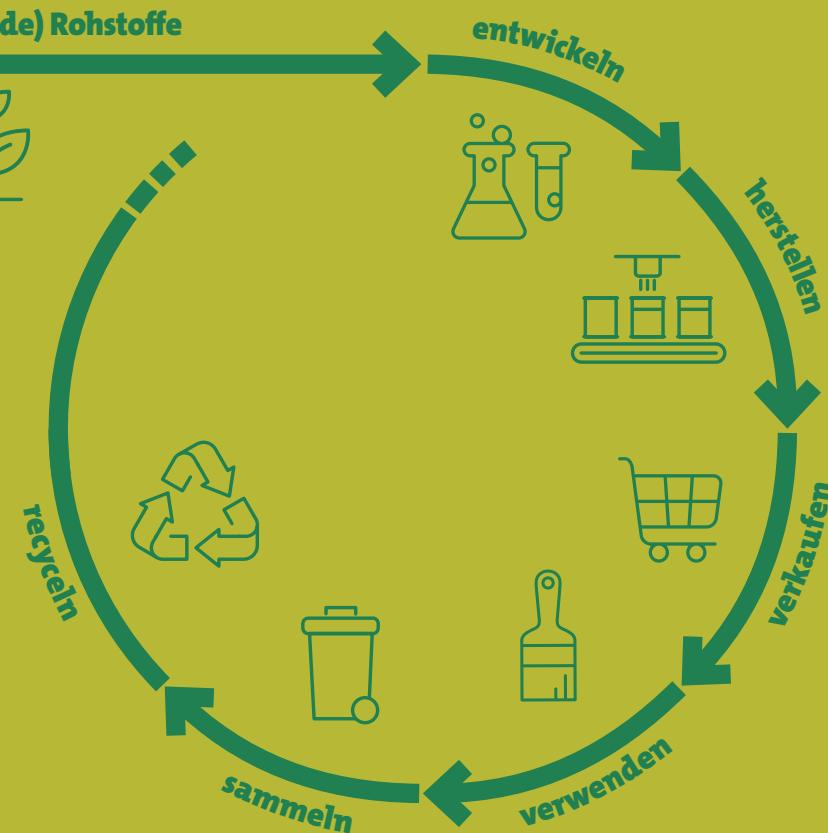 de) Rohstoffe
entwickeln
herstellen
verkaufen
verwenden
sammeln
recyceln